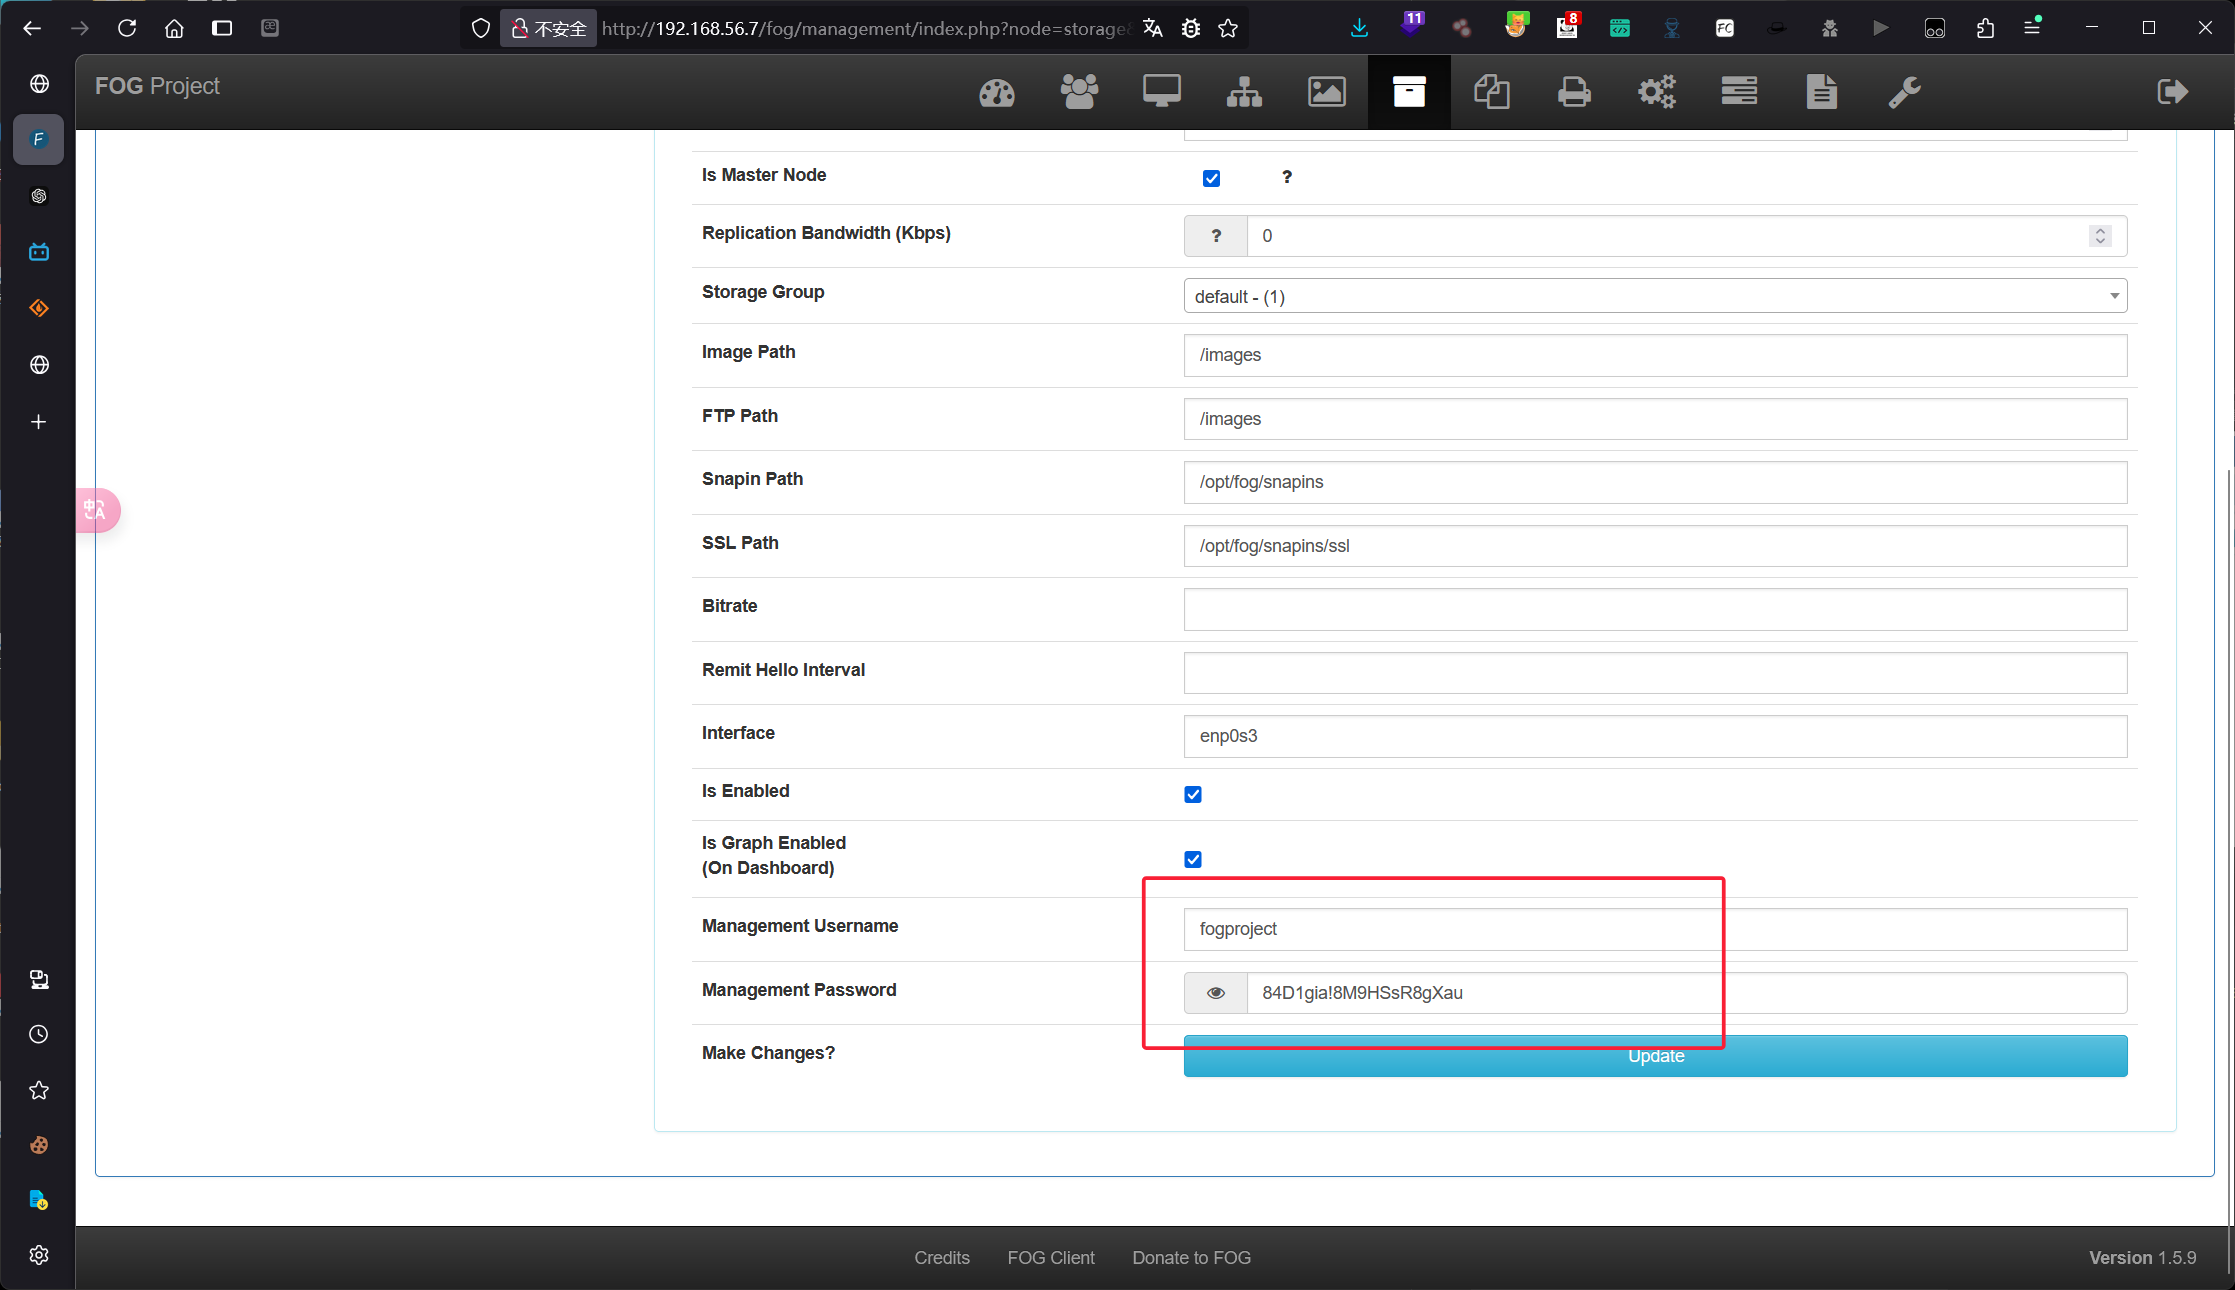 不安全
http://192.168.56.7/fog/management/index.php?node=storage
11
8
FC
FOG Project
Is Master Node
?
Replication Bandwidth (Kbps)
?
0
Storage Group
default - (1)
Image Path
/images
FTP Path
/images
Snapin Path
/opt/fog/snapins
SSL Path
/opt/fog/snapins/ssl
Bitrate
Remit Hello Interval
Interface
enp0s3
Is Enabled
Is Graph Enabled
(On Dashboard)
Management Username
fogproject
Management Password
84D1gia!8M9HSsR8gXau
Make Changes?
Update
Credits
FOG Client
Donate to FOG
Version 1.5.9